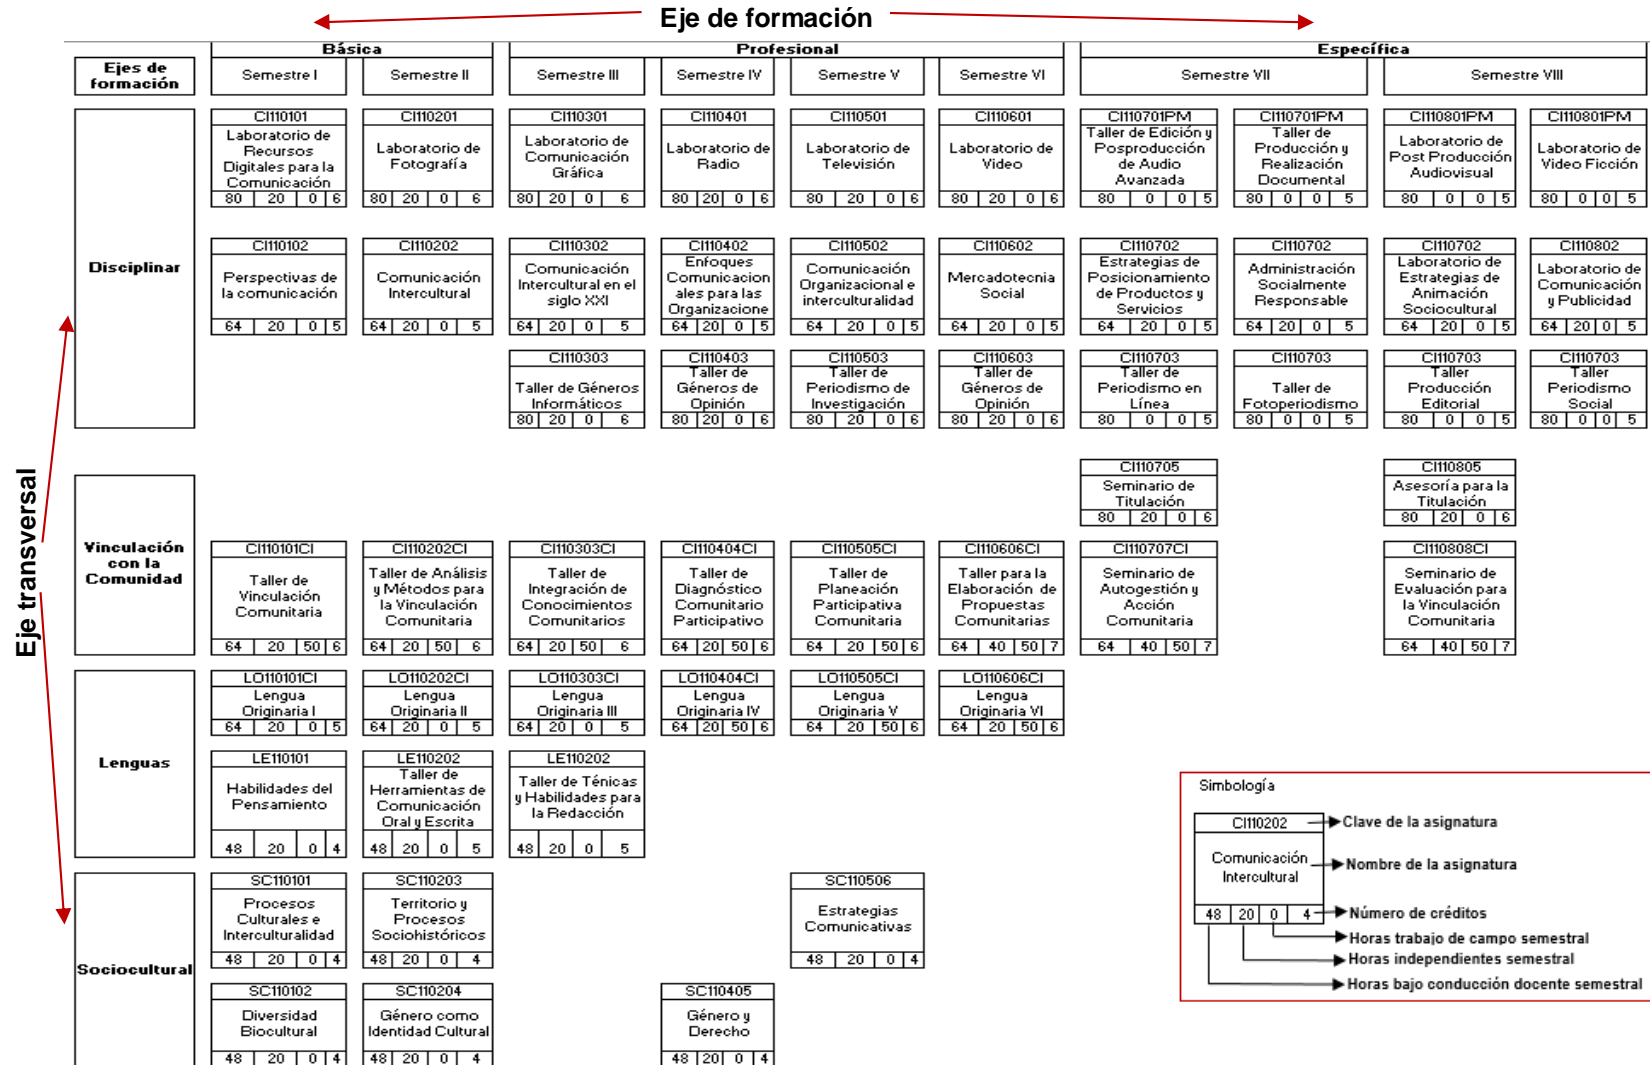 Eje de formación
Básica Profesional Específica
Ejes de
formación
Semestre I Semestre II Semestre III Semestre IV Semestre V Semestre VI Semestre VII Semestre VIII
Eje transversal
Disciplinar
CI110101
Laboratorio de
Recursos
Digitales para la
Comunicación
80 20 0 6
CI110201
Laboratorio de
Fotografía
80 20 0 6
CI110301
Laboratorio de
Comunicación
Gráfica
80 20 0 6
CI110401
Laboratorio de
Radio
80 20 0 6
CI110501
Laboratorio de
Televisión
80 20 0 6
CI110601
Laboratorio de
Video
80 20 0 6
CI110701PM
Taller de Edición y
Posproducción
de Audio
Avanzada
80 0 0 5
CI110701PM
Taller de
Producción y
Realización
Documental
80 0 0 5
CI110801PM
Laboratorio de
Post Producción
Audiovisual
80 0 0 5
CI110801PM
Laboratorio de
Video Ficción
80 0 0 5
CI110102
Perspectivas de
la comunicación
64 20 0 5
CI110202
Comunicación
Intercultural
64 20 0 5
CI110302
Comunicación
Intercultural en el
siglo XXI
64 20 0 5
CI110402
Enfoques
Comunicacion
ales para las
Organizacione
64 20 0 5
CI110502
Comunicación
Organizacional e
interculturalidad
64 20 0 5
CI110602
Mercadotecnia
Social
64 20 0 5
CI110702
Estrategias de
Posicionamiento
de Productos y
Servicios
64 20 0 5
CI110702
Administración
Socialmente
Responsable
64 20 0 5
CI110702
Laboratorio de
Estrategias de
Animación
Sociocultural
64 20 0 5
CI110802
Laboratorio de
Comunicación
y Publicidad
64 20 0 5
CI110303
Taller de Géneros
Informáticos
80 20 0 6
CI110403
Taller de
Géneros de
Opinión
80 20 0 6
CI110503
Taller de
Periodismo de
Investigación
80 20 0 6
CI110603
Taller de
Géneros de
Opinión
80 20 0 6
CI110703
Taller de
Periodismo en
Línea
80 0 0 5
CI110703
Taller de
Fotoperiodismo
80 0 0 5
CI110703
Taller
Producción
Editorial
80 0 0 5
CI110703
Taller
Periodismo
Social
80 0 0 5
Vinculación
con la
Comunidad
CI110705
Seminario de
Titulación
80 20 0 6
CI110805
Asesoría para la
Titulación
80 20 0 6
CI110101CI
Taller de
Vinculación
Comunitaria
64 20 50 6
CI110202CI
Taller de Análisis
y Métodos para
la Vinculación
Comunitaria
64 20 50 6
CI110303CI
Taller de
Integración de
Conocimientos
Comunitarios
64 20 50 6
CI110404CI
Taller de
Diagnóstico
Comunitario
Participativo
64 20 50 6
CI110505CI
Taller de
Planeación
Participativa
Comunitaria
64 20 50 6
CI110606CI
Taller para la
Elaboración de
Propuestas
Comunitarias
64 40 50 7
CI110707CI
Seminario de
Autogestión y
Acción
Comunitaria
64 40 50 7
CI110808CI
Seminario de
Evaluación para
la Vinculación
Comunitaria
64 40 50 7
Lenguas
LO110101CI
Lengua
Originaria I
64 20 0 5
LO110202CI
Lengua
Originaria II
64 20 0 5
LO110303CI
Lengua
Originaria III
64 20 0 5
LO110404CI
Lengua
Originaria IV
64 20 50 6
LO110505CI
Lengua
Originaria V
64 20 50 6
LO110606CI
Lengua
Originaria VI
64 20 50 6
LE110101
Habilidades del
Pensamiento
48 20 0 4
LE110202
Taller de
Herramientas de
Comunicación
Oral y Escrita
48 20 0 5
LE110202
Taller de Ténicas
y Habilidades para
la Redacción
48 20 0 5
Sociocultural
SC110101
Procesos
Culturales e
Interculturalidad
48 20 0 4
SC110203
Territorio y
Procesos
Sociohistóricos
48 20 0 4
SC110506
Estrategias
Comunicativas
48 20 0 4
SC110102
Diversidad
Biocultural
48 20 0 4
SC110204
Género como
Identidad Cultural
48 20 0 4
SC110405
Género y
Derecho
48 20 0 4
Simbología
CI110202
Clave de la asignatura
Comunicación
Intercultural
Nombre de la asignatura
48 20 0 4
Número de créditos
Horas trabajo de campo semestral
Horas independientes semestral
Horas bajo conducción docente semestral